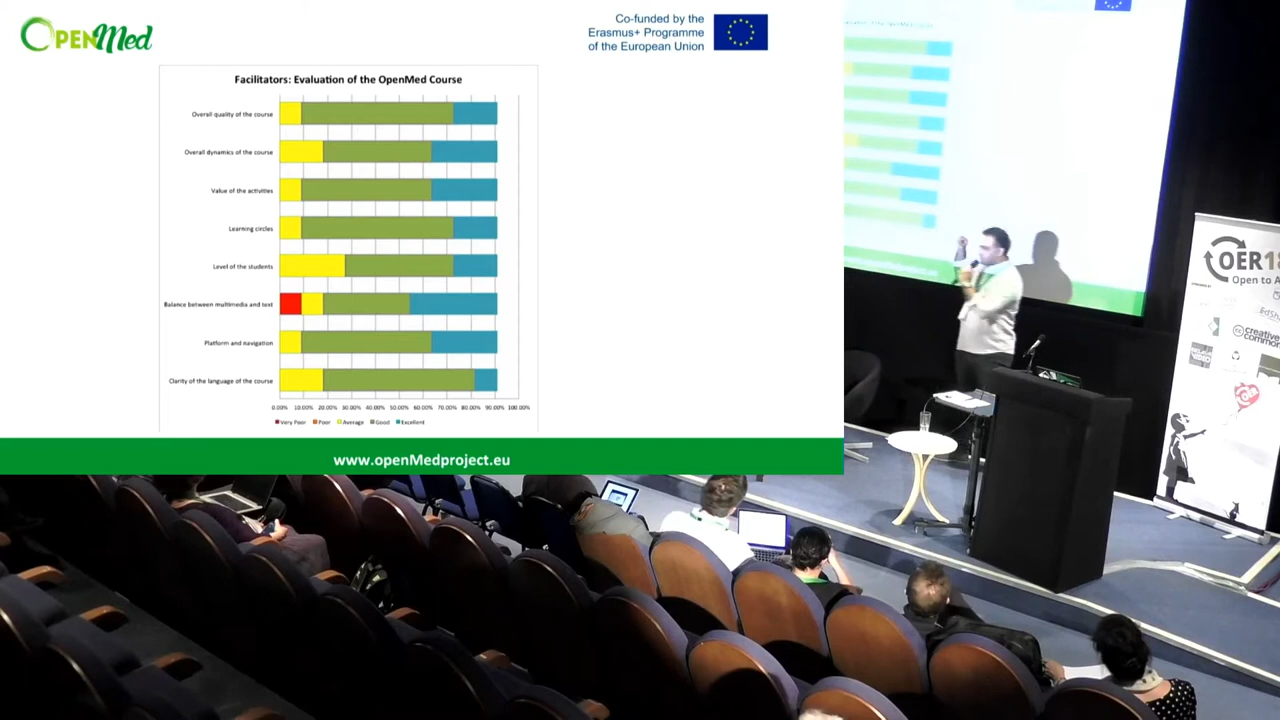 OPENMed
Co-funded by the
Erasmus+ Programme
of the European Union
Facilitators: Evaluation of the OpenMed Course
Overall quality of the course
Overall dynamics of the course
Value of the activities
Learning circles
Level of the students
Balance between multimedia and text
Platform and navigation
Clarity of the language of the course
0.00% 10.00% 20.00% 30.00% 40.00% 50.00% 60.00% 70.00% 80.00% 90.00% 100.00%
Very Poor Poor Average Good Excellent
www.openMedproject.eu
OER18
Open to
creative
common